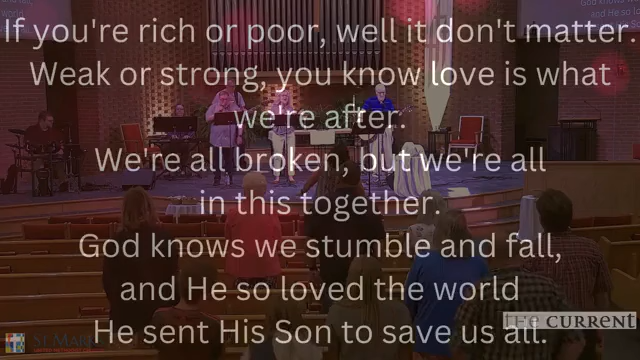 If you're rich or poor, well it don't matter.
Weak or strong, you know love is what
we're after.
We're all broken, but we're all
in this together.
God knows we stumble and fall,
and He so loved the world
He sent His Son to save us all.
THE CURRENT
ST. MARK